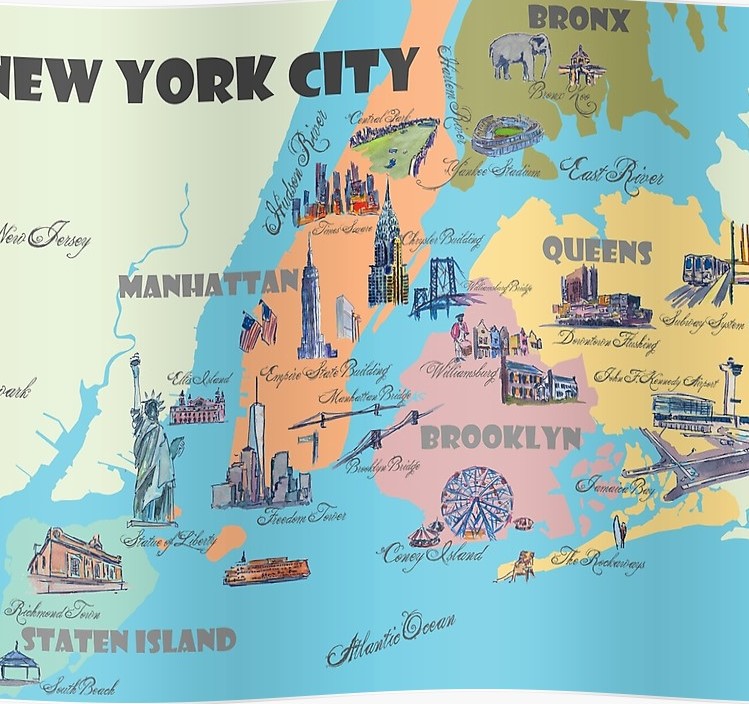 BRONX
NEW YORK CITY
Harlem River
Bronx Zoo
Central Park
Hudson River
Yankee Stadium
East River
Times Square
New Jersey
Chrysler Building
QUEENS
MANHATTAN
Williamsburg Bridge
Subway System
Downtown Flushing
Empire State Building
Williamsburg
Ellis Island
John F Kennedy Airport
ark
Manhattan Bridge
BROOKLYN
Brooklyn Bridge
Jamaica Bay
Freedom Tower
Statue of Liberty
Coney Island
The Rockaways
Richmond Town
Atlantic Ocean
STATEN ISLAND
South Beach